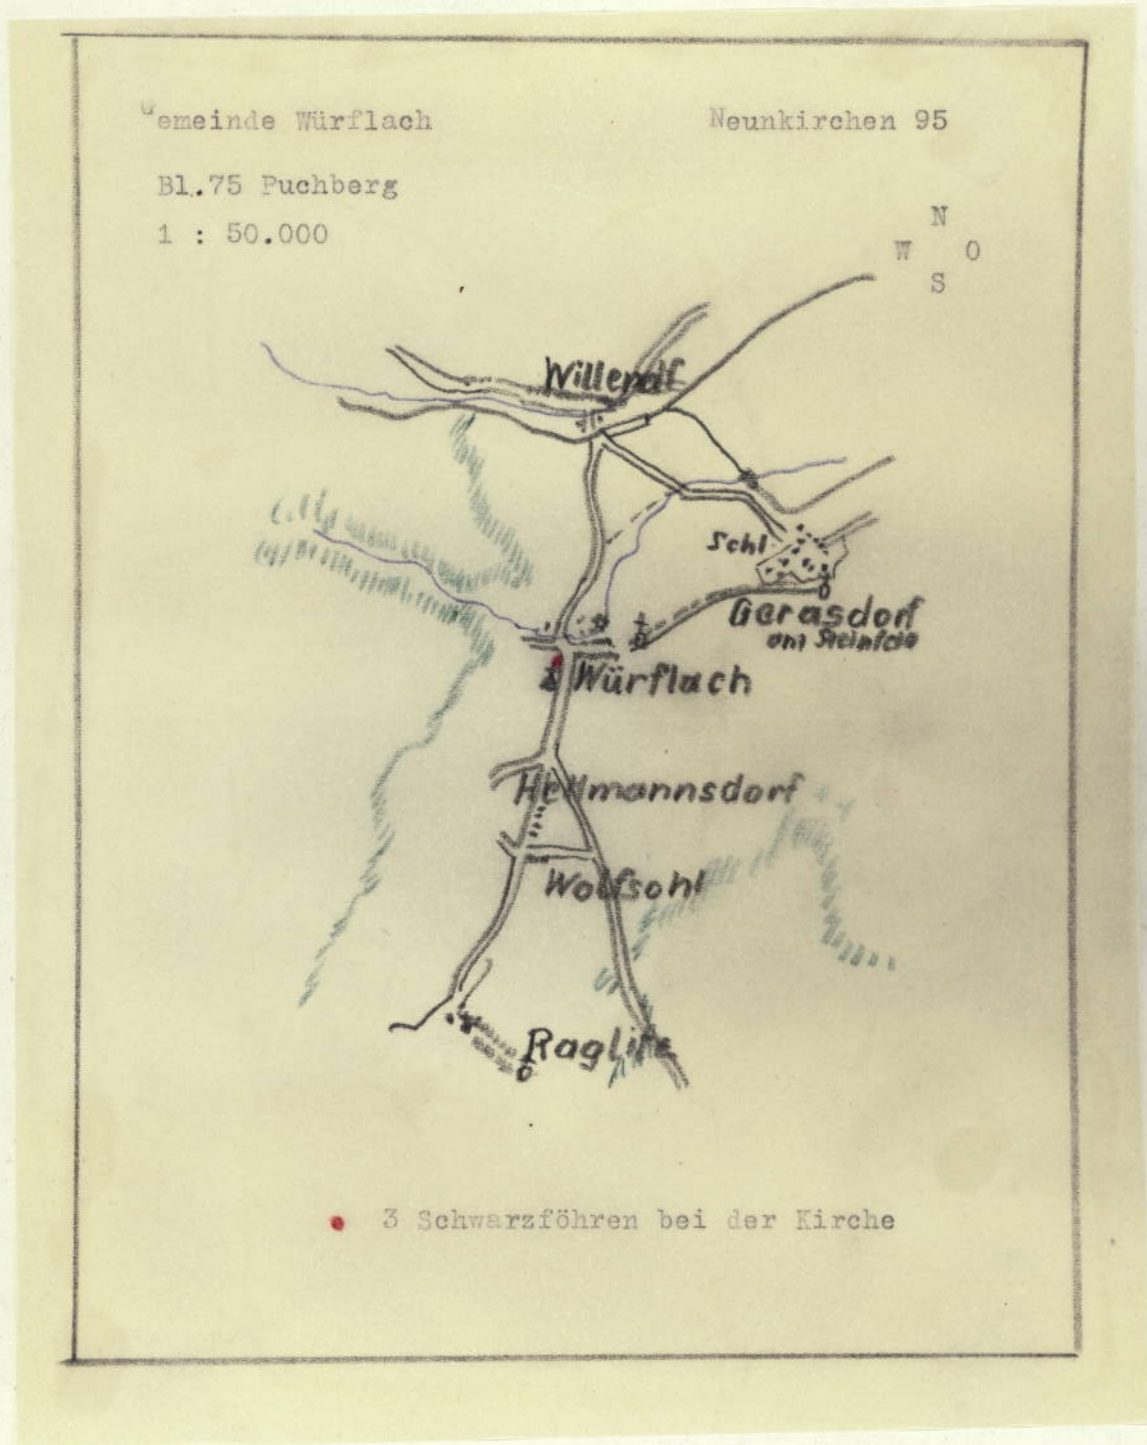 Gemeinde Würflach
Neunkirchen 95
Bl.75 Puchberg
1 : 50.000
N
W O
S
Willendf
Schl.
Gerasdorf
am Steinfeld
Würflach
Hettmannsdorf
Wolfsohl
Raglitz
3 Schwarzföhren bei der Kirche